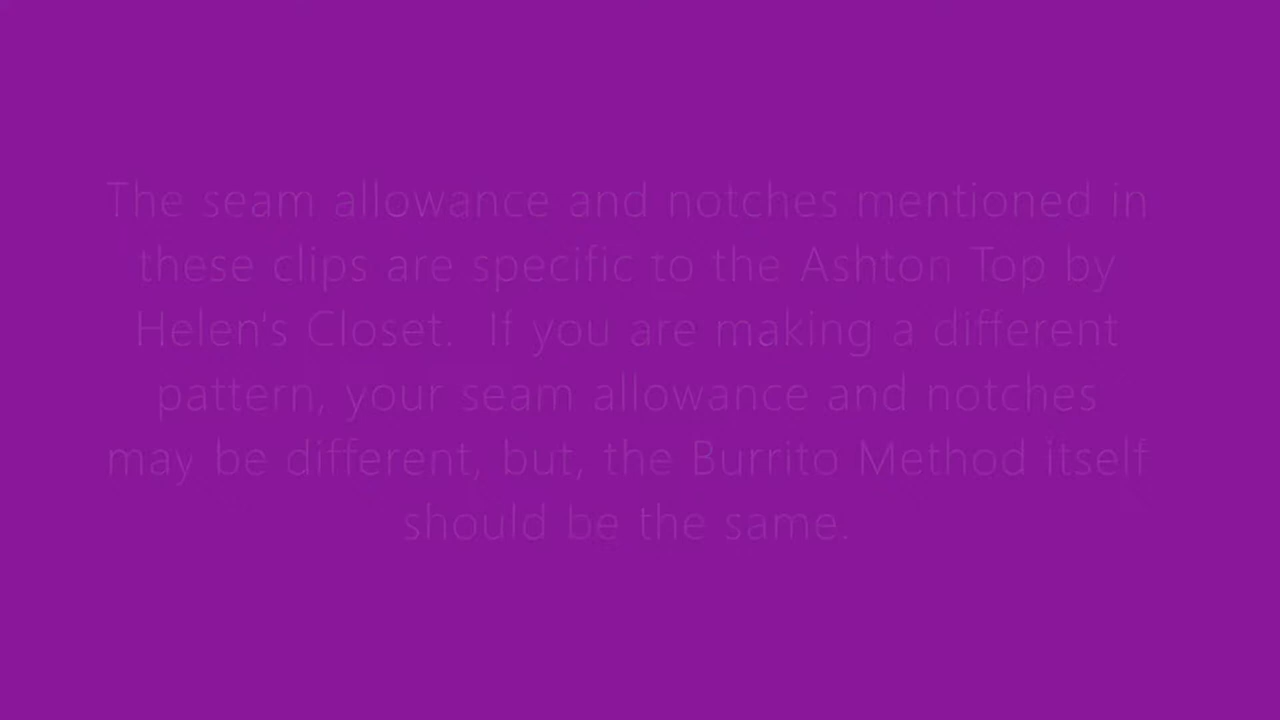 The seam allowance and notches mentioned in
these clips are specific to the Ashton Top by
Helen's Closet.  If you are making a different
pattern, your seam allowance and notches
may be different, but, the Burrito Method itself
should be the same.